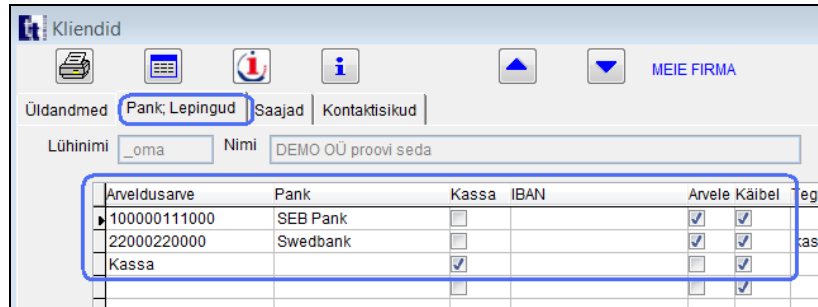 Kliendid
MEIE FIRMA
Üldandmed Pank; Lepingud Saajad Kontaktisikud
Lühinimi _oma Nimi DEMO OÜ proovi seda
Arveldusarve Pank Kassa IBAN Arvele Käibel
100000111000 SEB Pank
22000220000 Swedbank
Kassa